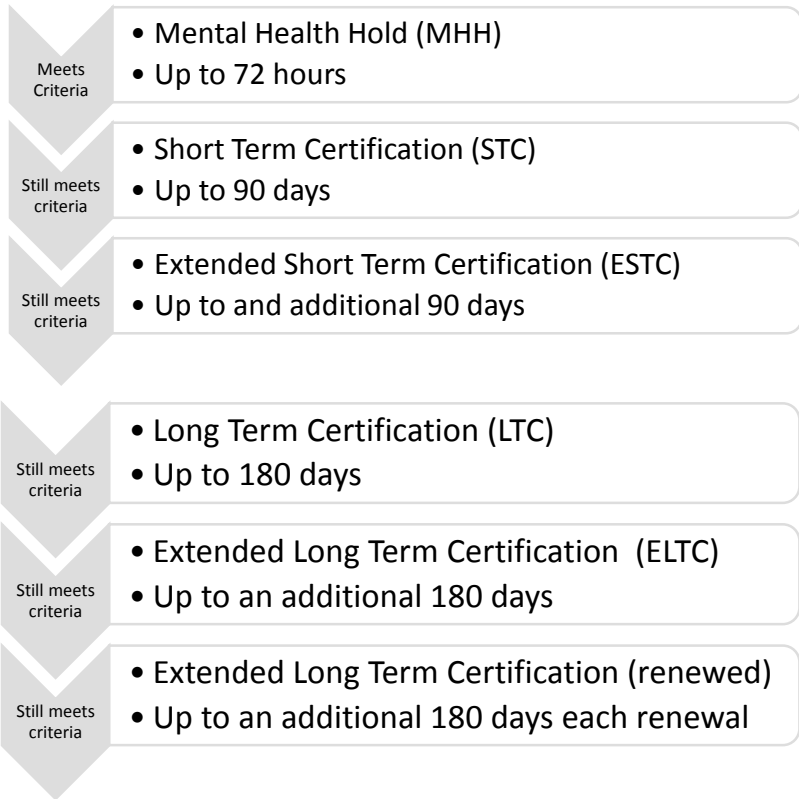 Meets
Criteria
• Mental Health Hold (MHH)
• Up to 72 hours
Still meets
criteria
• Short Term Certification (STC)
• Up to 90 days
Still meets
criteria
• Extended Short Term Certification (ESTC)
• Up to and additional 90 days
Still meets
criteria
• Long Term Certification (LTC)
• Up to 180 days
Still meets
criteria
• Extended Long Term Certification  (ELTC)
• Up to an additional 180 days
Still meets
criteria
• Extended Long Term Certification (renewed)
• Up to an additional 180 days each renewal